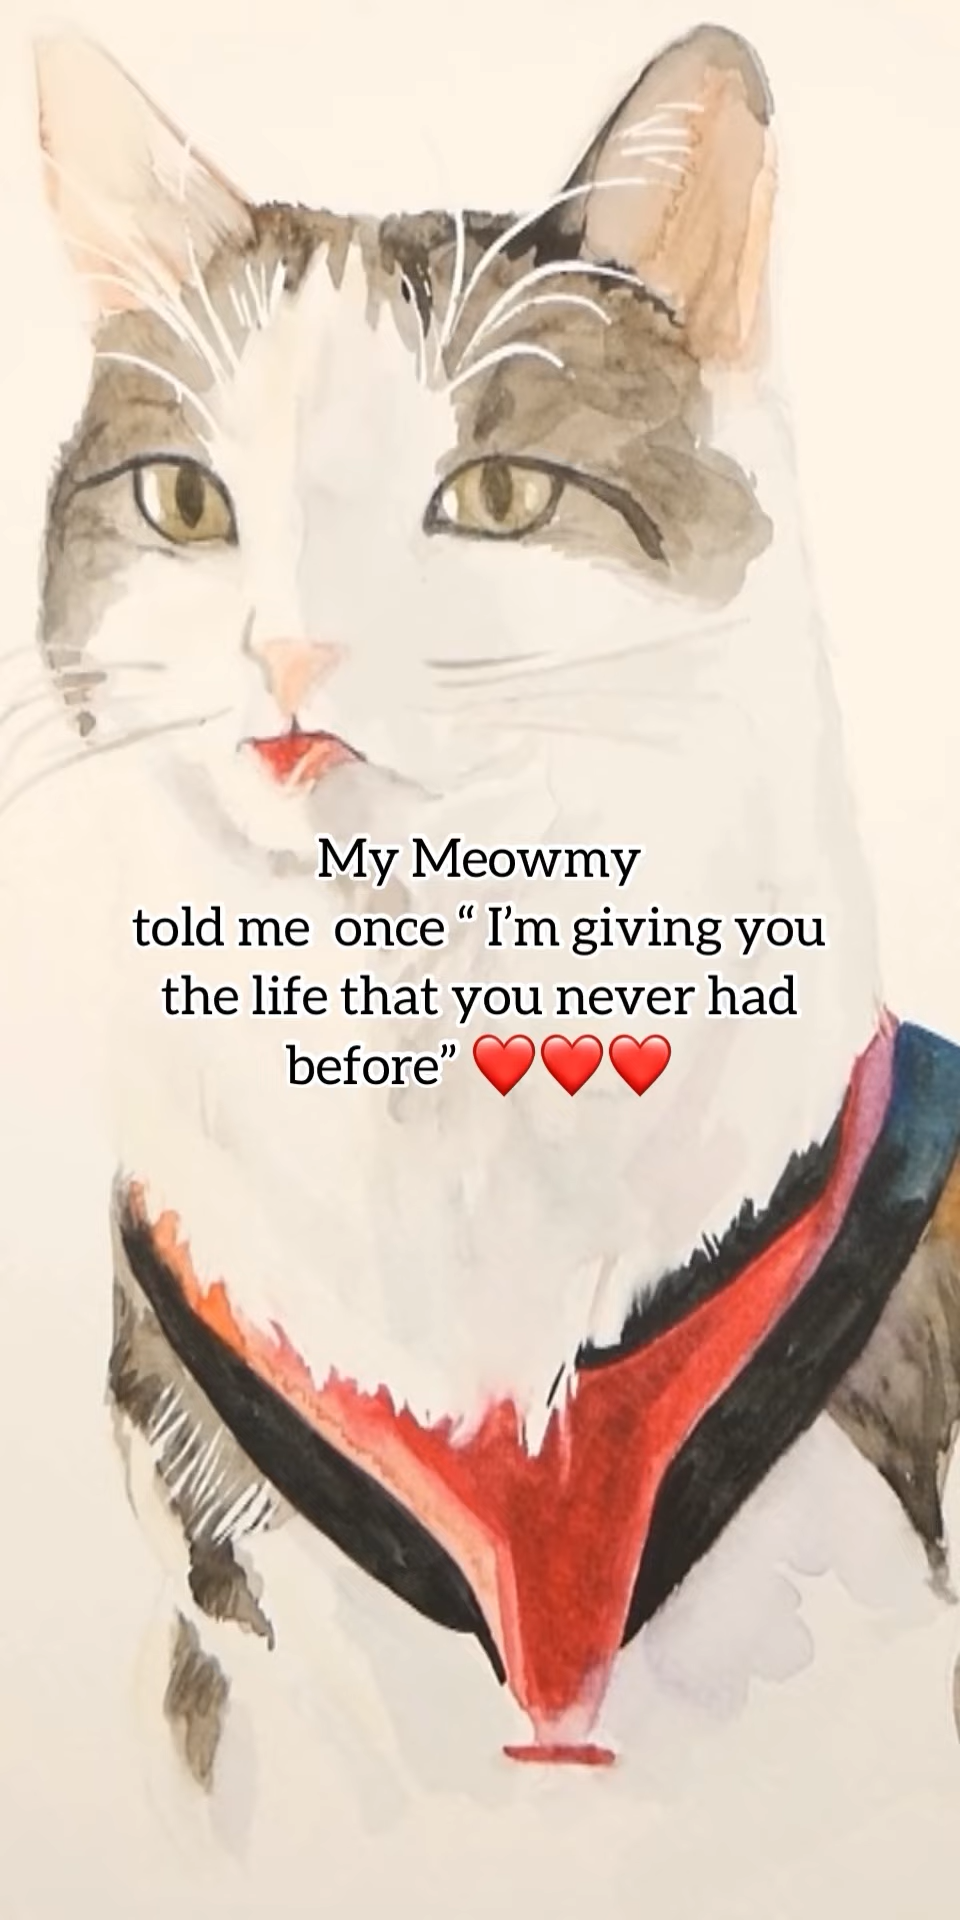 My Meowmy
told me  once “ I’m giving you
the life that you never had
before” ❤️❤️❤️